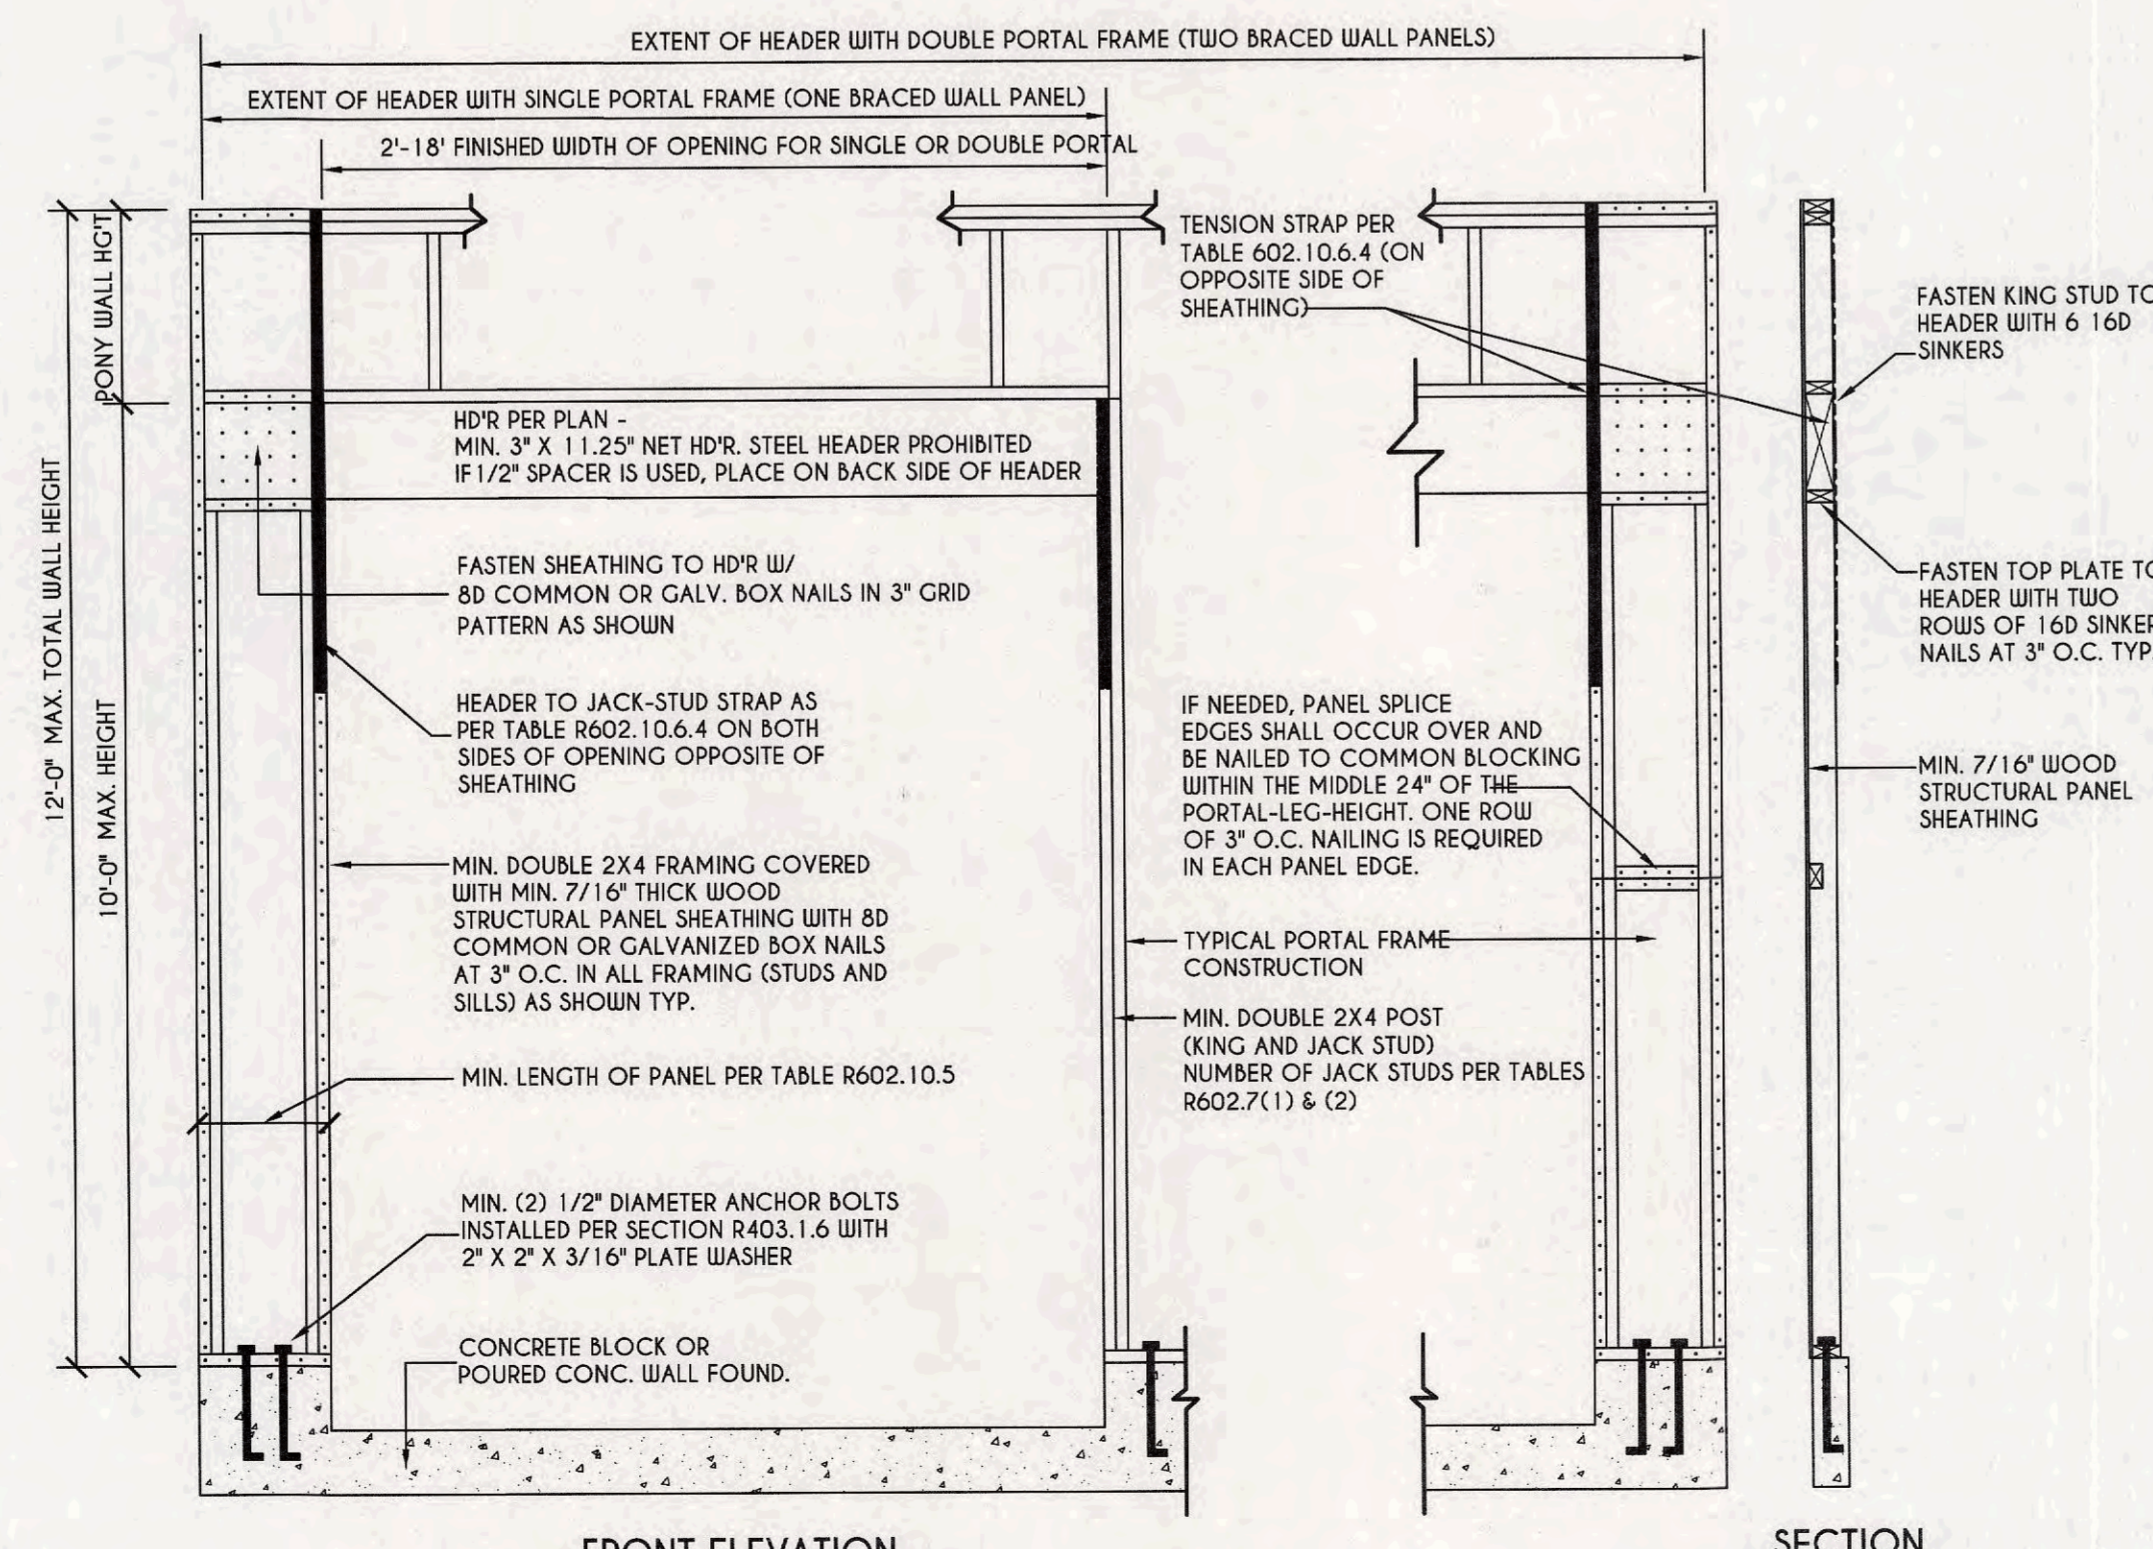 EXTENT OF HEADER WITH DOUBLE PORTAL FRAME (TWO BRACED WALL PANELS)
EXTENT OF HEADER WITH SINGLE PORTAL FRAME (ONE BRACED WALL PANEL)
2'-18' FINISHED WIDTH OF OPENING FOR SINGLE OR DOUBLE PORTAL
PONY WALL HG'T
12'-0" MAX. TOTAL WALL HEIGHT
10'-0" MAX. HEIGHT
TENSION STRAP PER
TABLE 602.10.6.4 (ON
OPPOSITE SIDE OF
SHEATHING)
FASTEN KING STUD TO
HEADER WITH 6 16D
SINKERS
HD'R PER PLAN -
MIN. 3" X 11.25" NET HD'R. STEEL HEADER PROHIBITED
IF 1/2" SPACER IS USED, PLACE ON BACK SIDE OF HEADER
FASTEN SHEATHING TO HD'R W/
8D COMMON OR GALV. BOX NAILS IN 3" GRID
PATTERN AS SHOWN
FASTEN TOP PLATE TO
HEADER WITH TWO
ROWS OF 16D SINKER
NAILS AT 3" O.C. TYP.
HEADER TO JACK-STUD STRAP AS
PER TABLE R602.10.6.4 ON BOTH
SIDES OF OPENING OPPOSITE OF
SHEATHING
IF NEEDED, PANEL SPLICE
EDGES SHALL OCCUR OVER AND
BE NAILED TO COMMON BLOCKING
WITHIN THE MIDDLE 24" OF THE
PORTAL-LEG-HEIGHT. ONE ROW
OF 3" O.C. NAILING IS REQUIRED
IN EACH PANEL EDGE.
MIN. 7/16" WOOD
STRUCTURAL PANEL
SHEATHING
MIN. DOUBLE 2X4 FRAMING COVERED
WITH MIN. 7/16" THICK WOOD
STRUCTURAL PANEL SHEATHING WITH 8D
COMMON OR GALVANIZED BOX NAILS
AT 3" O.C. IN ALL FRAMING (STUDS AND
SILLS) AS SHOWN TYP.
TYPICAL PORTAL FRAME
CONSTRUCTION
MIN. DOUBLE 2X4 POST
(KING AND JACK STUD)
NUMBER OF JACK STUDS PER TABLES
R602.7(1) & (2)
MIN. LENGTH OF PANEL PER TABLE R602.10.5
MIN. (2) 1/2" DIAMETER ANCHOR BOLTS
INSTALLED PER SECTION R403.1.6 WITH
2" X 2" X 3/16" PLATE WASHER
CONCRETE BLOCK OR
POURED CONC. WALL FOUND.
FRONT ELEVATION
SECTION